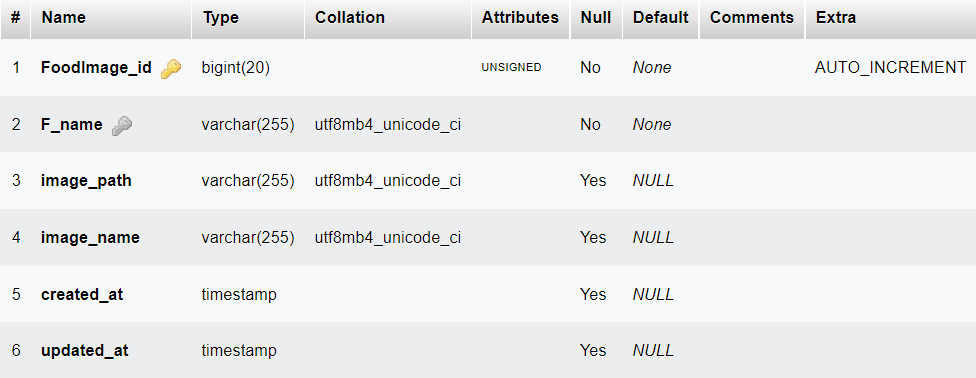 # Name Type Collation Attributes Null Default Comments Extra
1 FoodImage_id bigint(20) UNSIGNED No None AUTO_INCREMENT
2 F_name varchar(255) utf8mb4_unicode_ci No None
3 image_path varchar(255) utf8mb4_unicode_ci Yes NULL
4 image_name varchar(255) utf8mb4_unicode_ci Yes NULL
5 created_at timestamp Yes NULL
6 updated_at timestamp Yes NULL